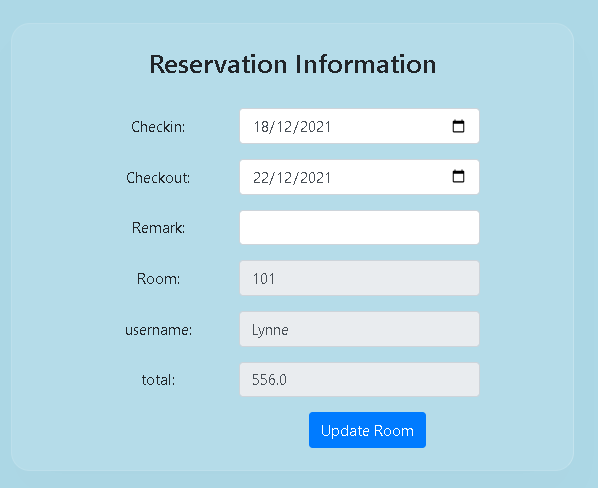 Reservation Information
Checkin: 18/12/2021
Checkout: 22/12/2021
Remark:
Room: 101
username: Lynne
total: 556.0
Update Room